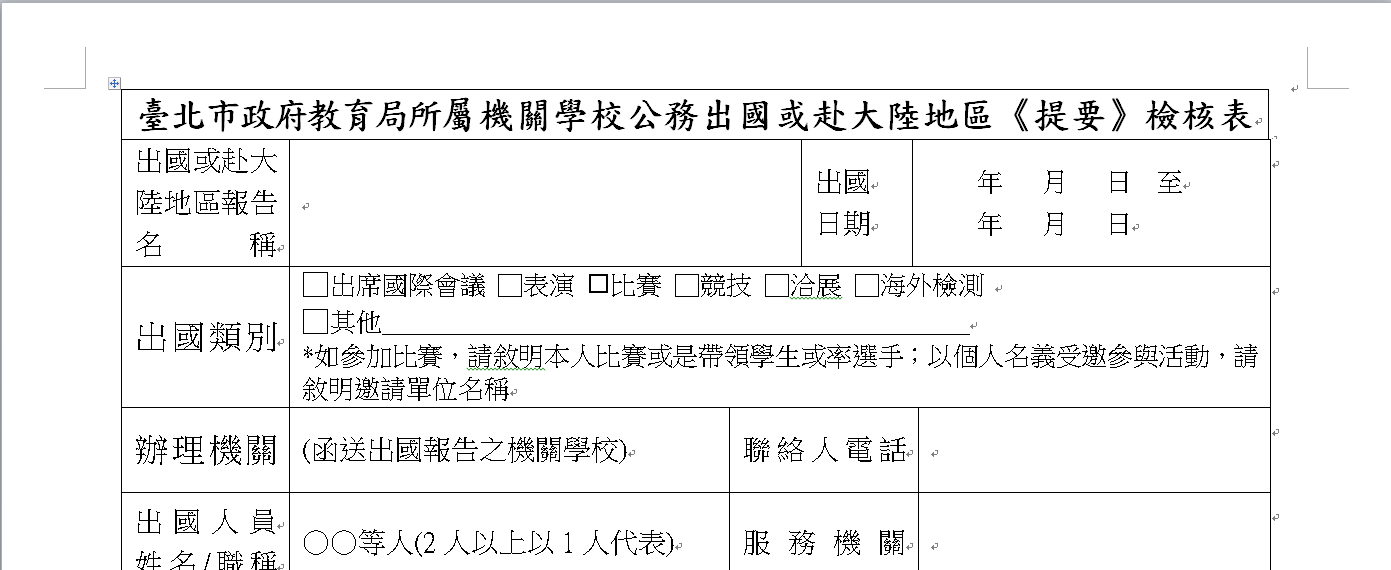 臺北市政府教育局所屬機關學校公務出國或赴大陸地區《提要》檢核表
出國或赴大
陸地區報告
名稱
出國
日期
年 月 日 至
年 月 日
出國類別
□出席國際會議 □表演 □比賽 □競技 □洽展 □海外檢測
□其他
*如參加比賽，請敘明本人比賽或是帶領學生或率選手；以個人名義受邀參與活動，請
敘明邀請單位名稱
辦理機關
(函送出國報告之機關學校)
聯絡人電話
出國人員
姓名/職稱
○○等人(2人以上以1人代表)
服務機關